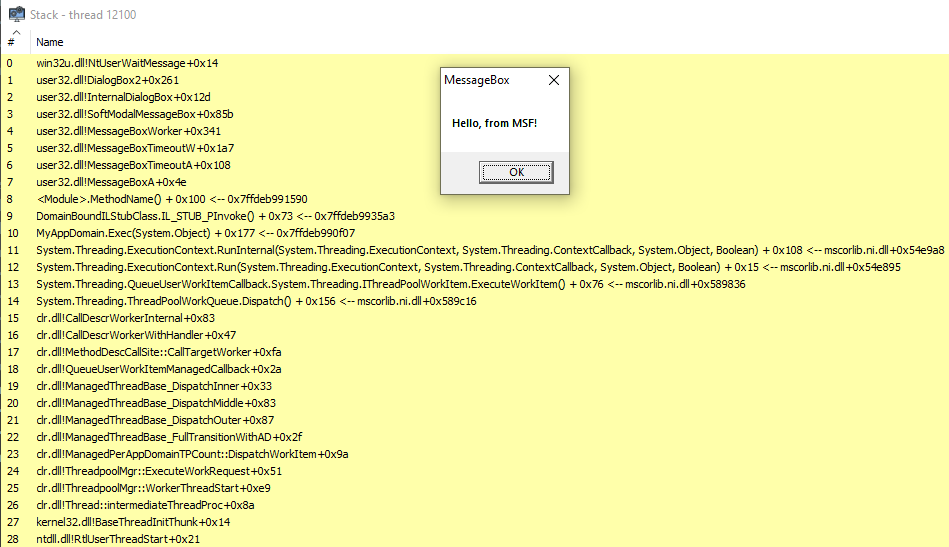 Stack - thread 12100
# Name
0 win32u.dll!NtUserWaitMessage+0x14
1 user32.dll!DialogBox2+0x261
2 user32.dll!InternalDialogBox+0x12d
3 user32.dll!SoftModalMessageBox+0x85b
4 user32.dll!MessageBoxWorker+0x341
5 user32.dll!MessageBoxTimeoutW+0x1a7
6 user32.dll!MessageBoxTimeoutA+0x108
7 user32.dll!MessageBoxA+0x4e
8 <Module>.MethodName() + 0x100 <-- 0x7ffdeb991590
9 DomainBoundILStubClass.IL_STUB_PInvoke() + 0x73 <-- 0x7ffdeb9935a3
10 MyAppDomain.Exec(System.Object) + 0x177 <-- 0x7ffdeb990f07
11 System.Threading.ExecutionContext.RunInternal(System.Threading.ExecutionContext, System.Threading.ContextCallback, System.Object, Boolean) + 0x108 <-- mscorlib.ni.dll+0x54e9a8
12 System.Threading.ExecutionContext.Run(System.Threading.ExecutionContext, System.Threading.ContextCallback, System.Object, Boolean) + 0x15 <-- mscorlib.ni.dll+0x54e895
13 System.Threading.QueueUserWorkItemCallback.System.Threading.IThreadPoolWorkItem.ExecuteWorkItem() + 0x76 <-- mscorlib.ni.dll+0x589836
14 System.Threading.ThreadPoolWorkQueue.Dispatch() + 0x156 <-- mscorlib.ni.dll+0x589c16
15 clr.dll!CallDescrWorkerInternal+0x83
16 clr.dll!CallDescrWorkerWithHandler+0x47
17 clr.dll!MethodDescCallSite::CallTargetWorker+0xfa
18 clr.dll!QueueUserWorkItemManagedCallback+0x2a
19 clr.dll!ManagedThreadBase_DispatchInner+0x33
20 clr.dll!ManagedThreadBase_DispatchMiddle+0x83
21 clr.dll!ManagedThreadBase_DispatchOuter+0x87
22 clr.dll!ManagedThreadBase_FullTransitionWithAD+0x2f
23 clr.dll!ManagedPerAppDomainTPCount::DispatchWorkItem+0x9a
24 clr.dll!ThreadpoolMgr::ExecuteWorkRequest+0x51
25 clr.dll!ThreadpoolMgr::WorkerThreadStart+0xe9
26 clr.dll!Thread::intermediateThreadProc+0x8a
27 kernel32.dll!BaseThreadInitThunk+0x14
28 ntdll.dll!RtlUserThreadStart+0x21
MessageBox
Hello, from MSF!
OK